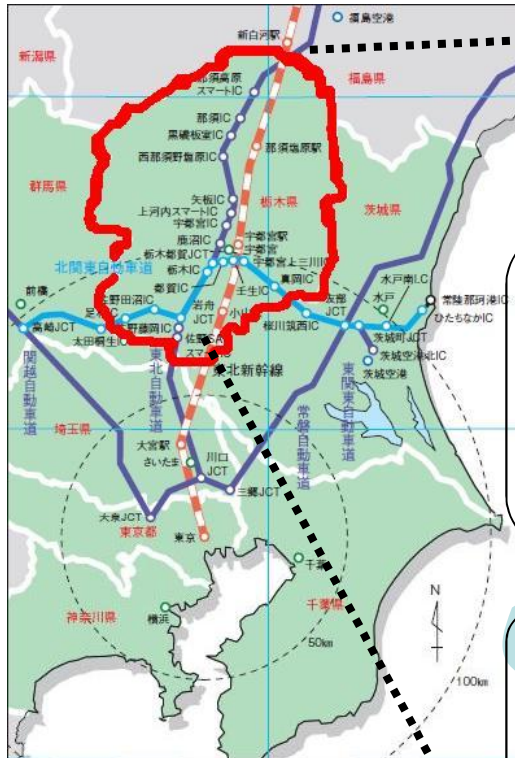 福島空港
新白河駅
新潟県
福島県
那須高原
スマートIC
那須IC
黒磯板室IC
那須塩原駅
西那須野塩原IC
群馬県
矢板IC
栃木県
茨城県
上河内スマートIC
宇都宮IC
宇都宮駅
鹿沼IC
宇都宮
栃木都賀JCT
宇都宮上三川IC
北関東自動車道
栃木IC
真岡IC
水戸南I.C
都賀IC
壬生IC
友部
JCT
水戸
前橋
佐野田沼IC
岩舟
JCT
小山
常陸那珂港IC
ひたちなかIC
高崎JCT
佐野藤岡IC
桜川筑西IC
茨城町JCT
太田桐生IC
佐野SA
スマートIC
茨城空港北IC
茨城空港
東北新幹線
関越自動車道
東北自動車道
常磐自動車道
東関東自動車道
埼玉県
大宮駅
さいたま
川口
JCT
三郷JCT
大泉JCT
東京都
東京
千葉
神奈川県
横浜
千葉県
N
50km
100km